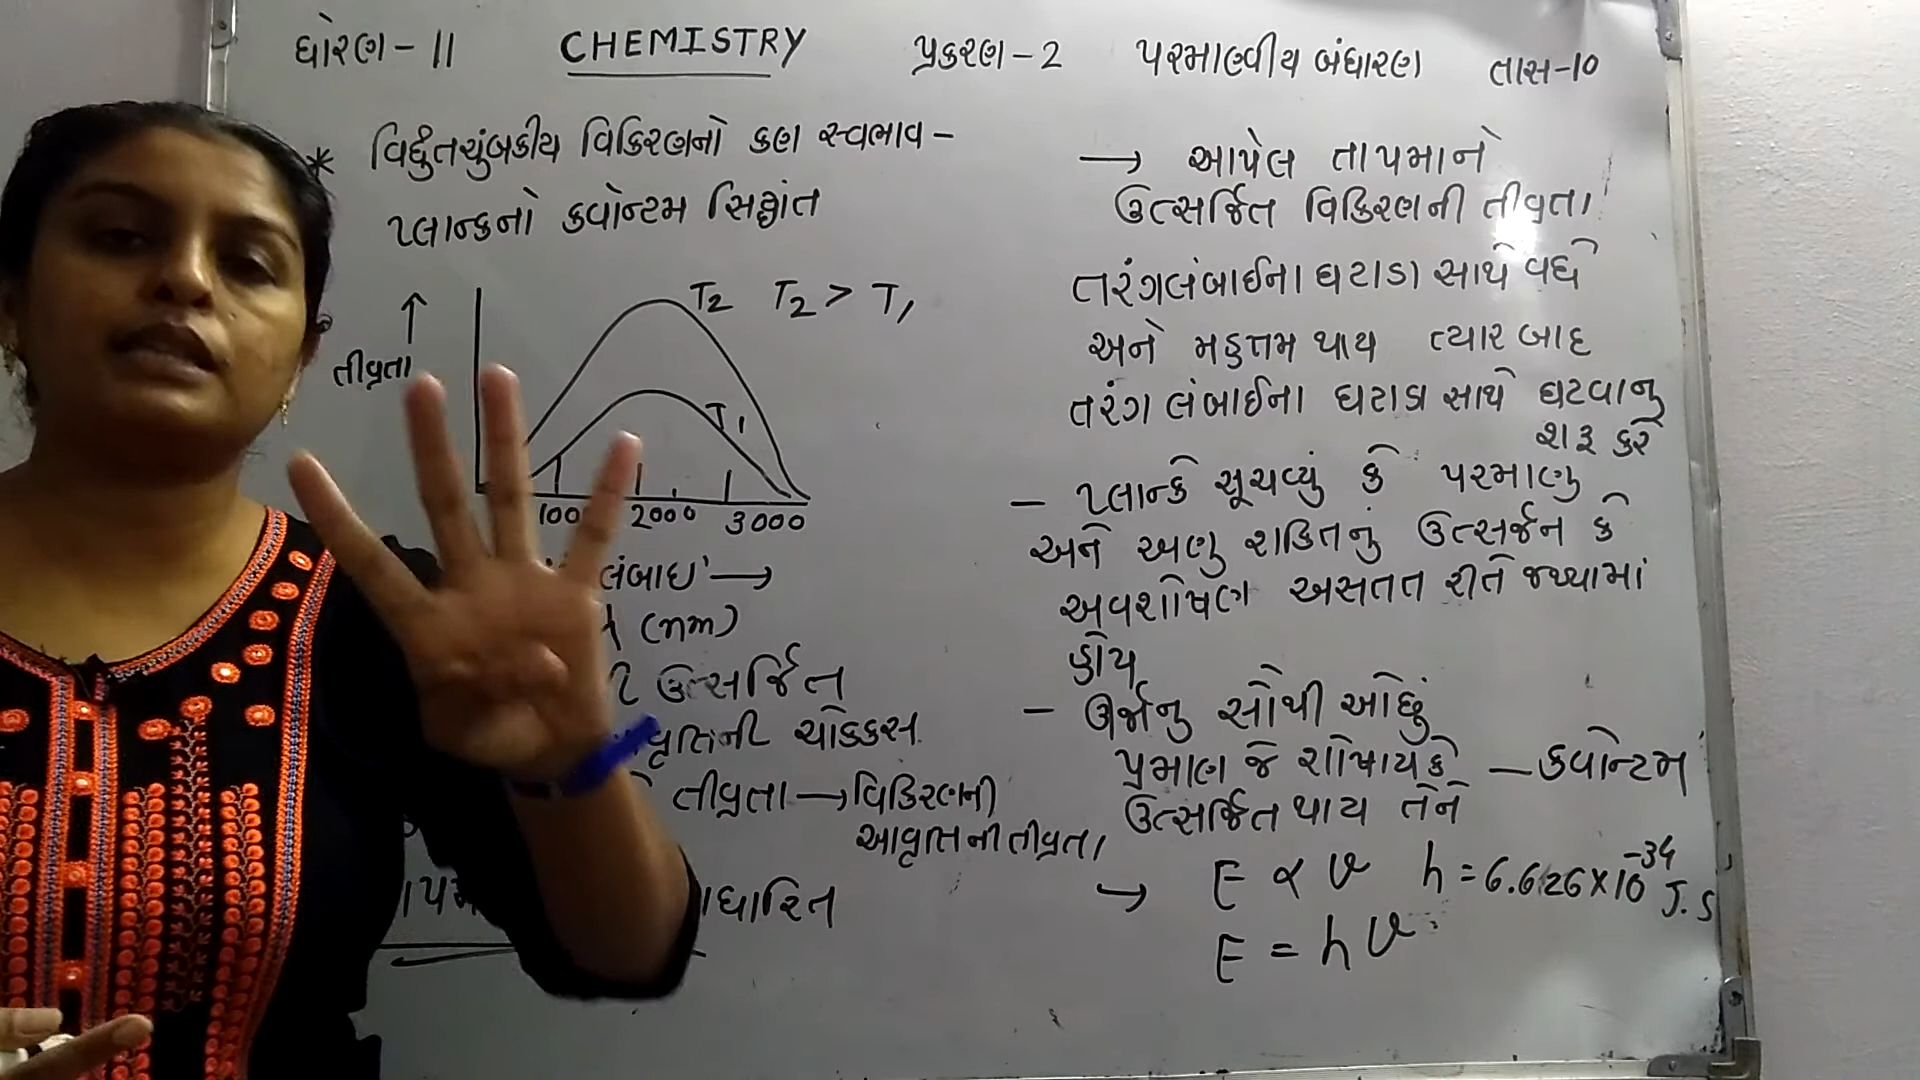 ધોરણ - 11 CHEMISTRY પ્રકરણ - 2 પરમાણ્વીય બંધારણ તાસ-10
* વિદ્યુતચુંબકીય વિકિરણનો કણ સ્વભાવ -
પ્લાન્કનો ક્વોન્ટમ સિદ્ધાંત
T2 T2 > T1
↑
તીવ્રતા
T1
2000 3000
લંબાઇ →
(nm)
ઉત્સર્જિત
ચોક્કસ
તીવ્રતા → વિકિરણની
આવૃત્તિની તીવ્રતા
→ આપેલ તાપમાને
ઉત્સર્જિત વિકિરણની તીવ્રતા
તરંગલંબાઈના ઘટાડા સાથે વધે
અને મહત્તમ થાય ત્યાર બાદ
તરંગ લંબાઈના ઘટાડા સાથે ઘટવાનુ
શરૂ કરે
- પ્લાન્કે સૂચવ્યું કે પરમાણુ
અને અણુ શકિતનું ઉત્સર્જન કે
અવશોષણ અસતત રીતે જથ્થામાં
હોય
- ઊર્જાનુ સૌથી ઓછું
પ્રમાણ જે શોષાય કે — ક્વોન્ટમ
ઉત્સર્જિત થાય તેને
→ E ∝ ν h = 6.626×10⁻³⁴ J.S
E = hν